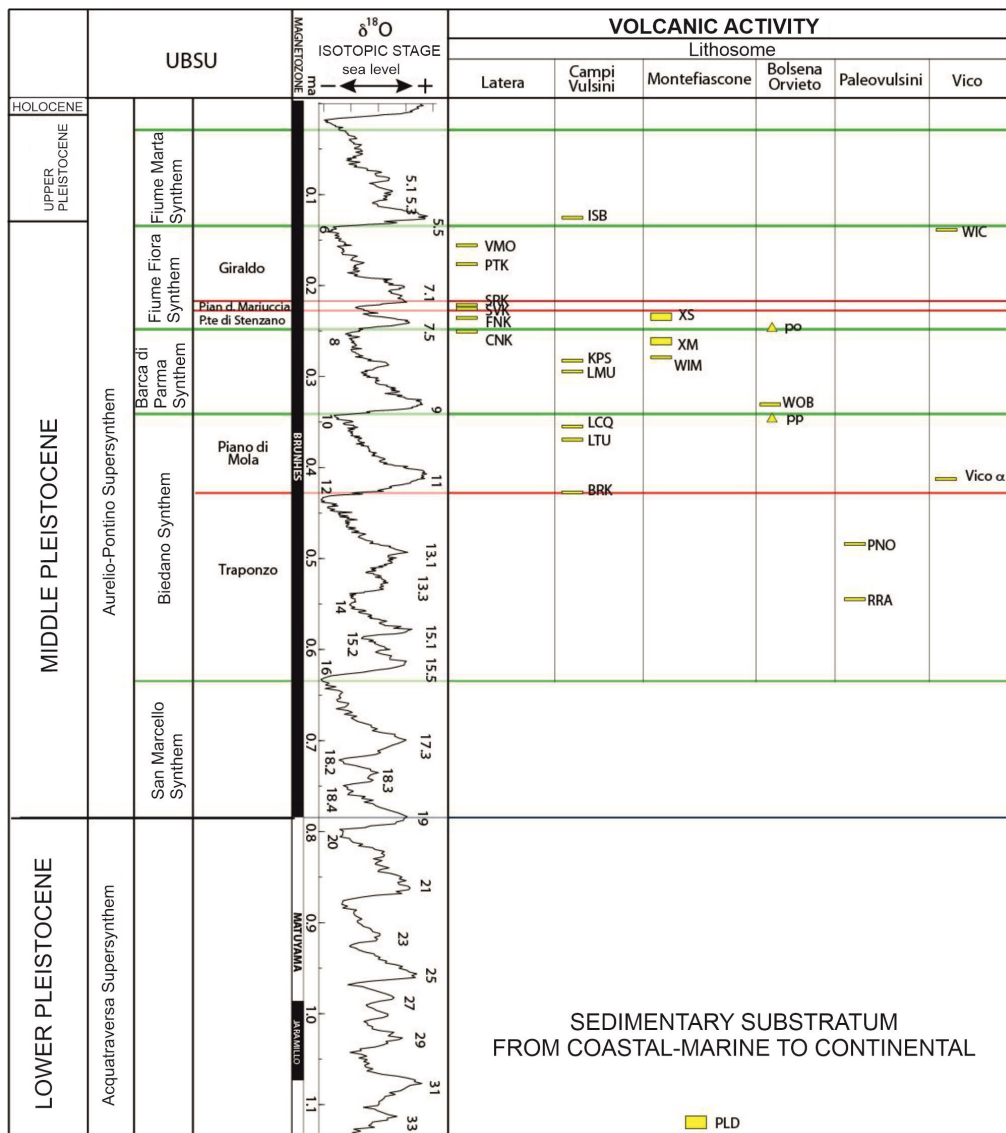 VOLCANIC ACTIVITY
Lithosome
UBSU
MAGNETOZONE
ma
δ18O
ISOTOPIC STAGE
sea level
− +
Latera
Campi
Vulsini
Montefiascone
Bolsena
Orvieto
Paleovulsini
Vico
HOLOCENE
UPPER
PLEISTOCENE
MIDDLE PLEISTOCENE
LOWER PLEISTOCENE
Aurelio-Pontino Supersynthem
Acquatraversa Supersynthem
Fiume Marta
Synthem
Fiume Fiora
Synthem
Barca di
Parma
Synthem
Biedano Synthem
San Marcello
Synthem
Giraldo
Pian d. Mariuccia
P.te di Stenzano
Piano di
Mola
Traponzo
BRUNHES
MATUYAMA
JARAMILLO
0.1
0.2
0.3
0.4
0.5
0.6
0.7
0.8
0.9
1.0
1.1
5.1
5.3
5.5
6
7.1
7.5
8
9
10
11
12
13.1
13.3
14
15.1
15.2
15.5
16
17.3
18.2
18.3
18.4
19
20
21
23
25
27
29
31
33
ISB
WIC
VMO
PTK
SRK
SVK
FNK
CNK
XS
po
XM
WIM
KPS
LMU
WOB
pp
LCQ
LTU
BRK
Vico α
PNO
RRA
SEDIMENTARY SUBSTRATUM
FROM COASTAL-MARINE TO CONTINENTAL
PLD